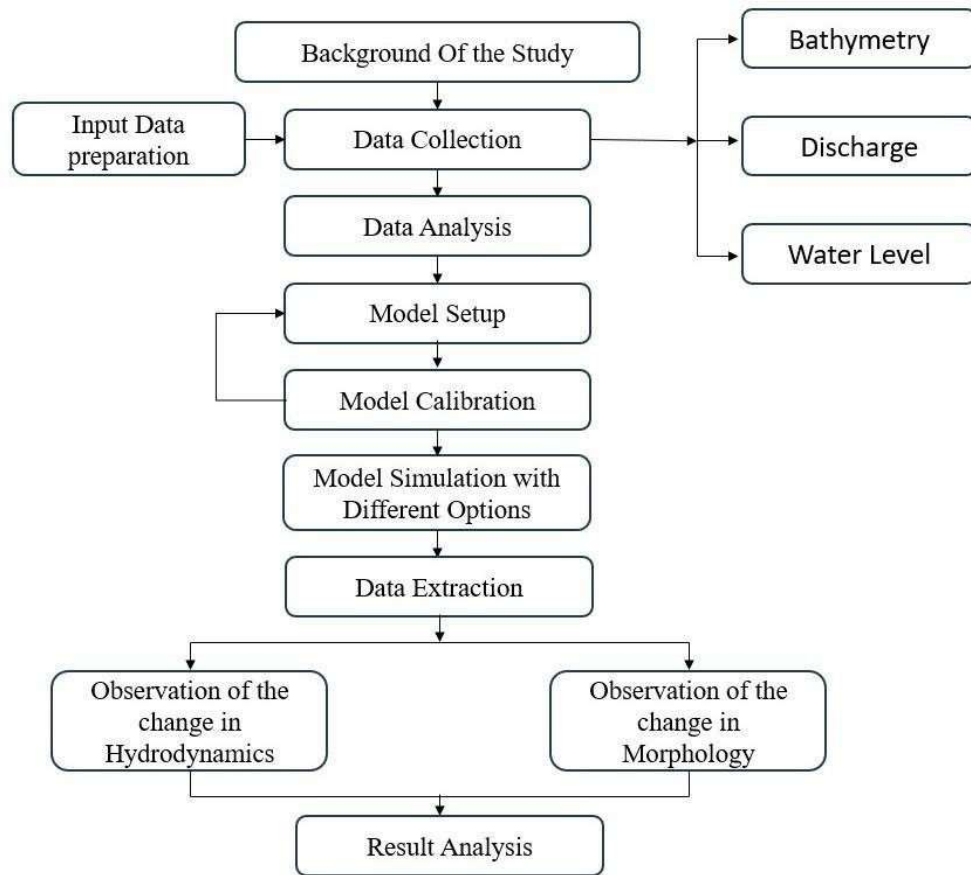 Background Of the Study
Bathymetry
Input Data
preparation
Data Collection
Discharge
Data Analysis
Water Level
Model Setup
Model Calibration
Model Simulation with
Different Options
Data Extraction
Observation of the
change in
Hydrodynamics
Observation of the
change in
Morphology
Result Analysis